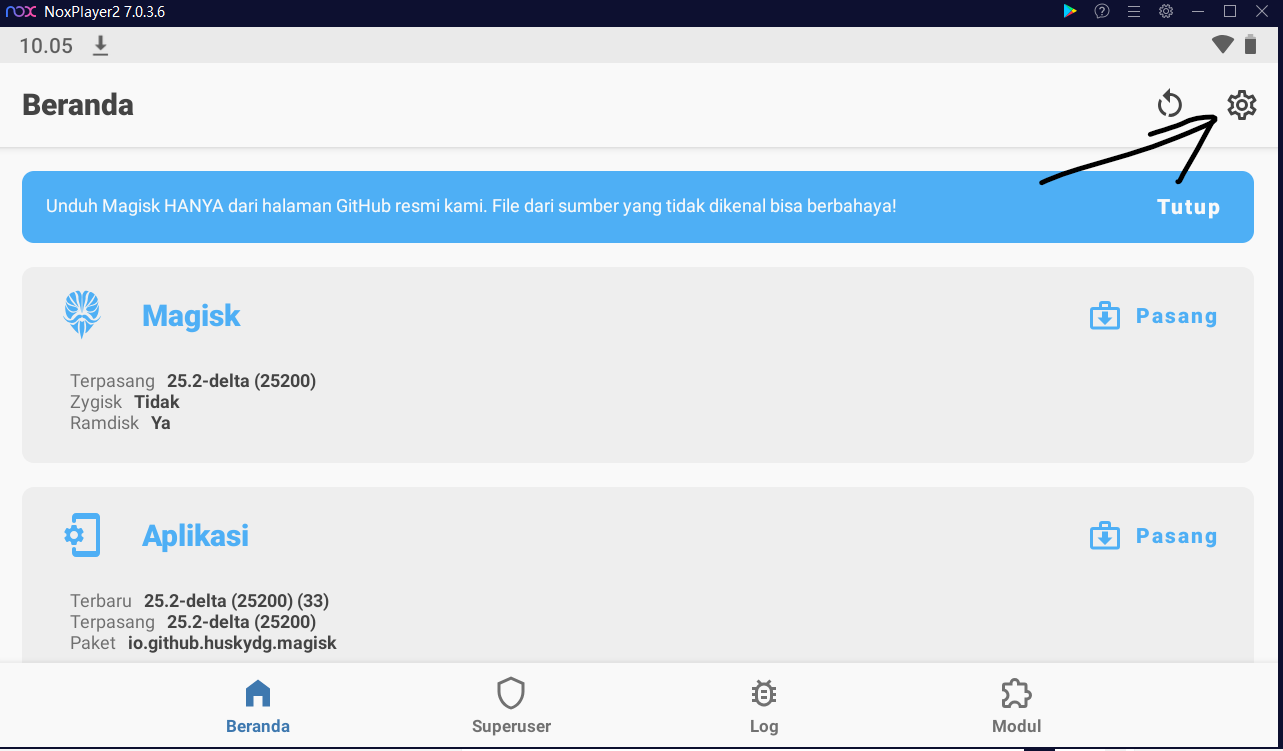 nox NoxPlayer2 7.0.3.6
10.05
Beranda
Unduh Magisk HANYA dari halaman GitHub resmi kami. File dari sumber yang tidak dikenal bisa berbahaya!
Tutup
Magisk
Pasang
Terpasang 25.2-delta (25200)
Zygisk Tidak
Ramdisk Ya
Aplikasi
Pasang
Terbaru 25.2-delta (25200) (33)
Terpasang 25.2-delta (25200)
Paket io.github.huskydg.magisk
Beranda
Superuser
Log
Modul